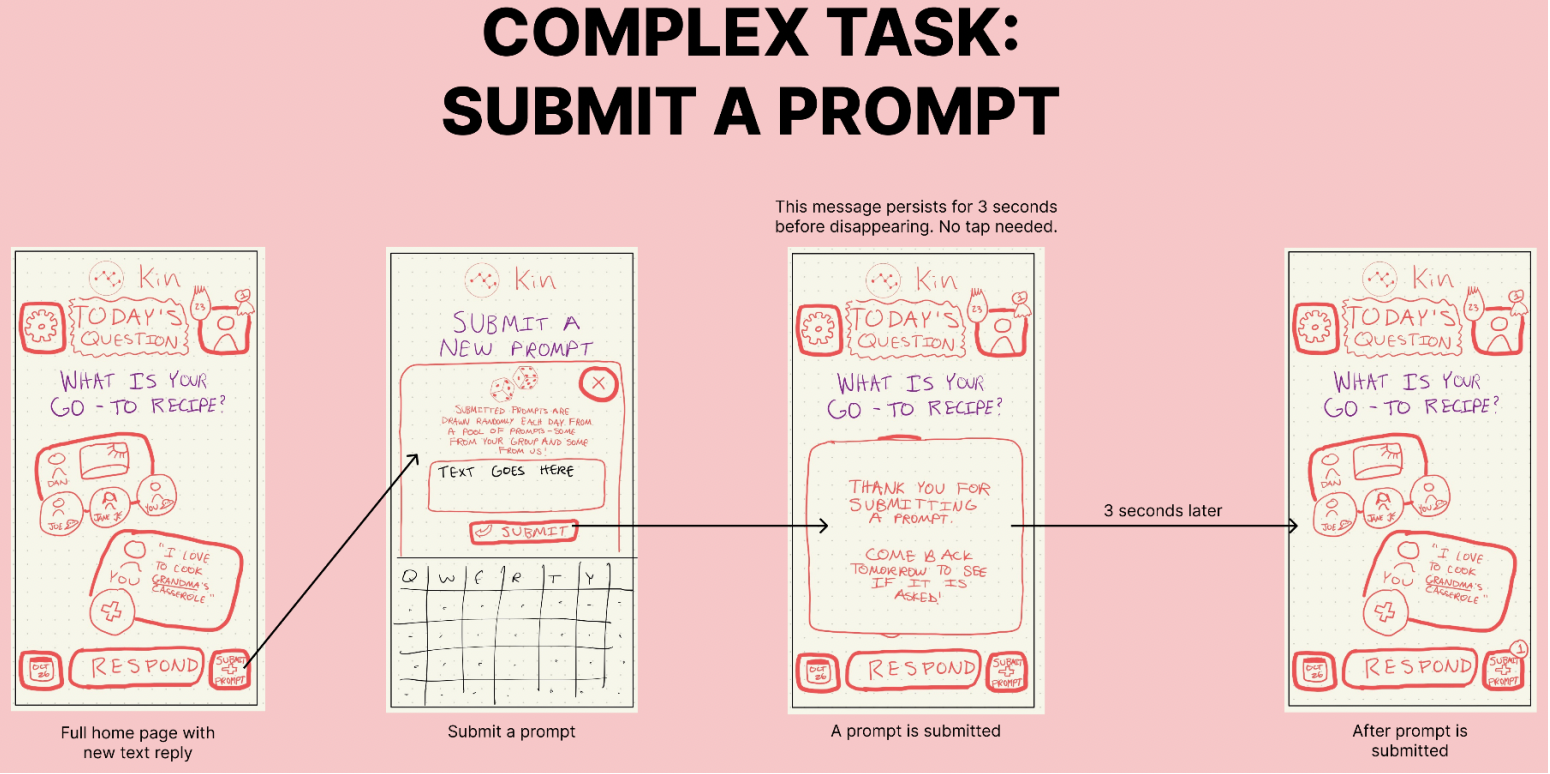 COMPLEX TASK:
SUBMIT A PROMPT
This message persists for 3 seconds
before disappearing. No tap needed.
Kin
TODAY'S
QUESTION
23
1
WHAT IS YOUR
GO - TO RECIPE?
DAN
JOE
JANE
YOU
"I LOVE
TO COOK
GRANDMA'S
CASSEROLE"
YOU
OCT
26
RESPOND
SUBMIT
PROMPT
Full home page with
new text reply
Kin
SUBMIT A
NEW PROMPT
SUBMITTED PROMPTS ARE
DRAWN RANDOMLY EACH DAY FROM
A POOL OF PROMPTS - SOME
FROM YOUR GROUP AND SOME
FROM US!
TEXT GOES HERE
SUBMIT
Q W E R T Y
Submit a prompt
Kin
TODAY'S
QUESTION
23
1
WHAT IS YOUR
GO - TO RECIPE?
THANK YOU FOR
SUBMITTING
A PROMPT.
COME BACK
TOMORROW TO SEE
IF IT IS
ASKED!
OCT
26
RESPOND
SUBMIT
PROMPT
A prompt is submitted
3 seconds later
Kin
TODAY'S
QUESTION
23
1
WHAT IS YOUR
GO - TO RECIPE?
DAN
JOE
JANE
YOU
"I LOVE
TO COOK
GRANDMA'S
CASSEROLE"
YOU
OCT
26
RESPOND
1
SUBMIT
PROMPT
After prompt is
submitted